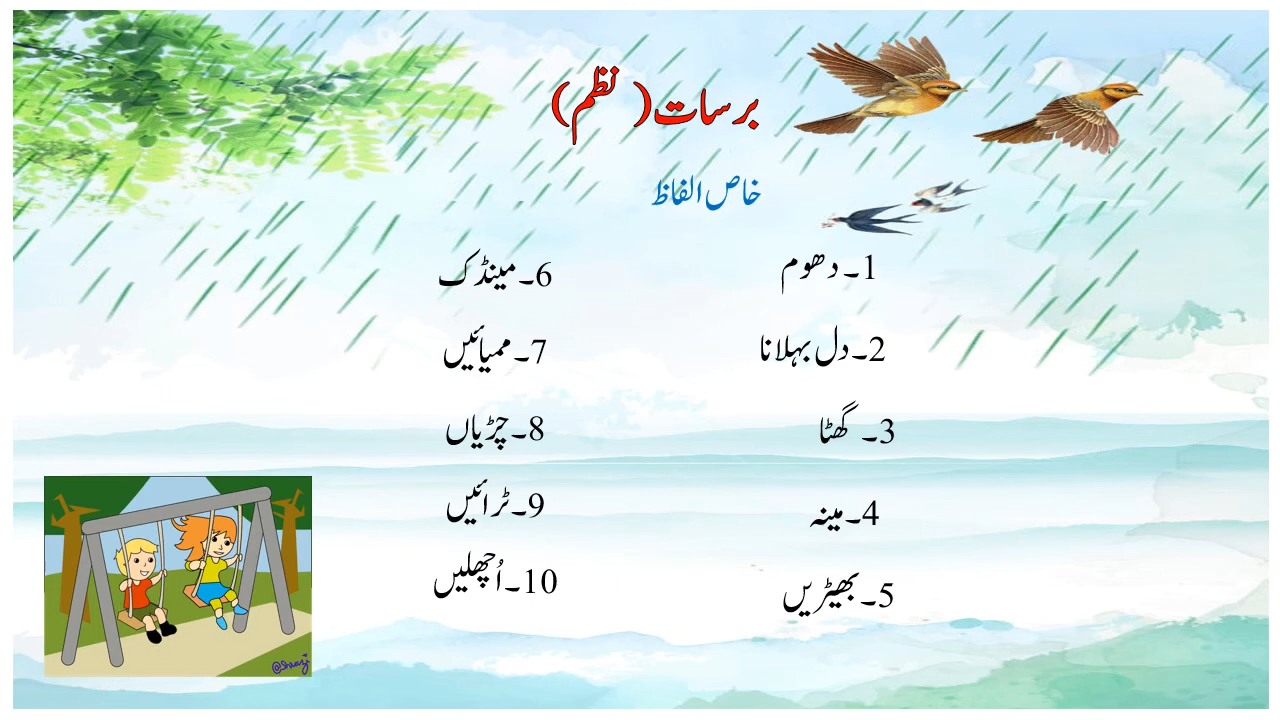 برسات ( نظم )
خاص الفاظ
1۔ دھوم
2۔ دل بہلانا
3۔ گھٹا
4۔ مینہ
5۔ بھیڑیں
6۔ مینڈک
7۔ ممیائیں
8۔ چڑیاں
9۔ ٹرائیں
10۔ اُچھلیں